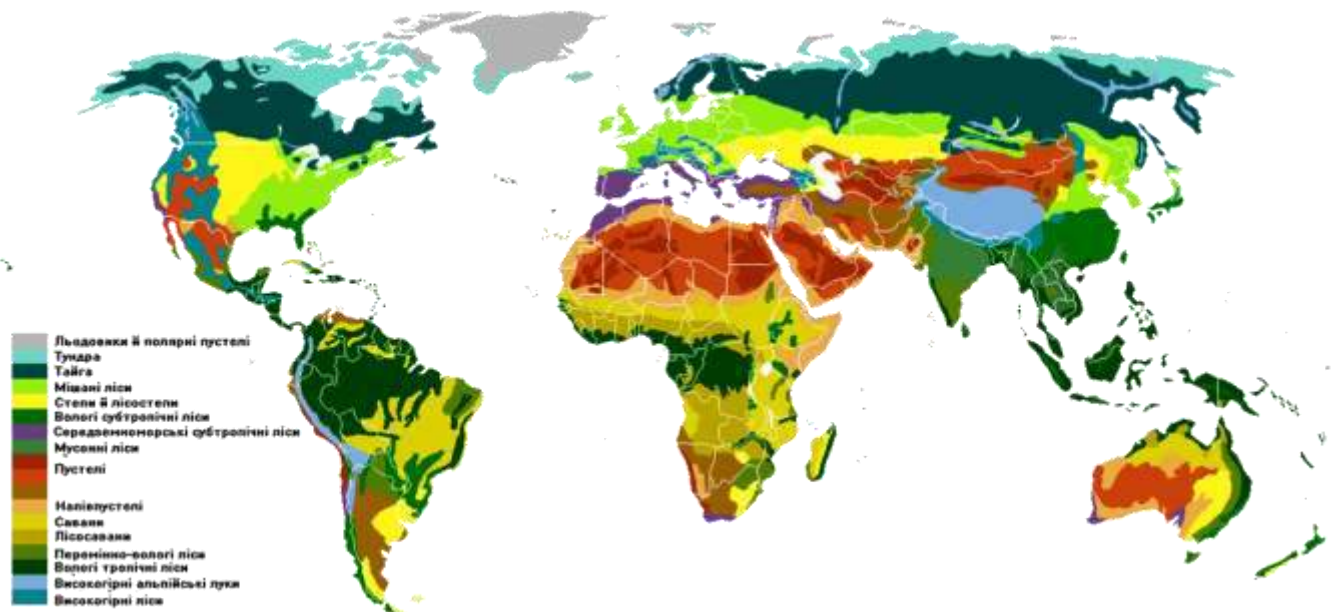 Льодовики й полярні пустелі
Тундра
Тайга
Мішані ліси
Степи й лісостепи
Вологі субтропічні ліси
Середземноморські субтропічні ліси
Мусонні ліси
Пустелі
Напівпустелі
Савани
Лісосавани
Перемінно-вологі ліси
Вологі тропічні ліси
Високогірні альпійські луки
Високогірні ліси